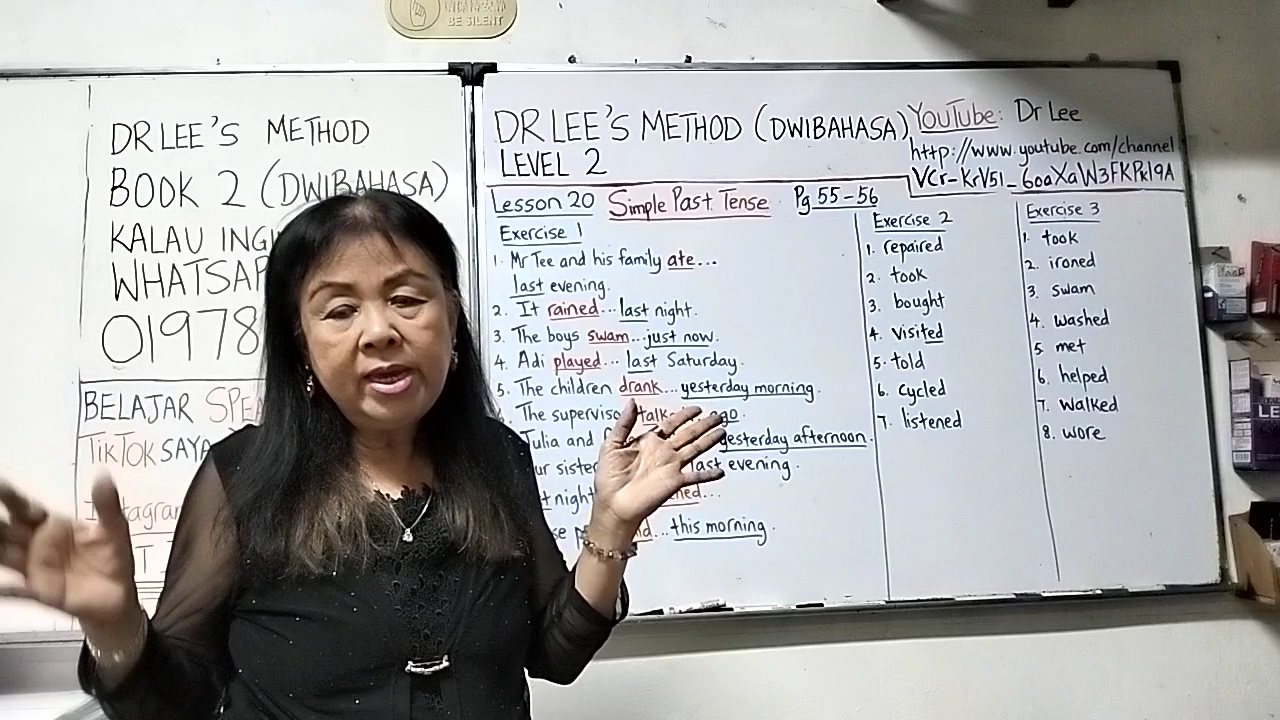 BE SILENT
DR LEE'S METHOD
BOOK 2 (DWIBAHASA)
KALAU
WHATSAP
01978
BELAJAR
TikTok SAYA
DR LEE'S METHOD (DWIBAHASA)
LEVEL 2
YouTube: Dr Lee
http://www.youtube.com/channel
VCr-KrV51_6oaXaW3FKPkl9A
Lesson 20 Simple Past Tense Pg 55-56
Exercise 1
1. Mr Tee and his family ate...
last evening.
2. It rained... last night.
3. The boys swam... just now.
4. Adi played... last Saturday.
5. The children drank... yesterday morning.
The ago
Julia and yesterday afternoon.
last evening.
night
... this morning.
Exercise 2
1. repaired
2. took
3. bought
4. visited
5. told
6. cycled
7. listened
Exercise 3
1. took
2. ironed
3. swam
4. washed
5. met
6. helped
7. walked
8. wore